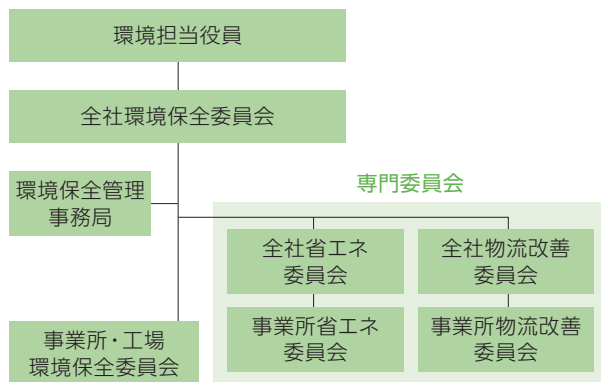 環境担当役員
全社環境保全委員会
環境保全管理
事務局
専門委員会
全社省エネ
委員会
全社物流改善
委員会
事業所省エネ
委員会
事業所物流改善
委員会
事業所・工場
環境保全委員会